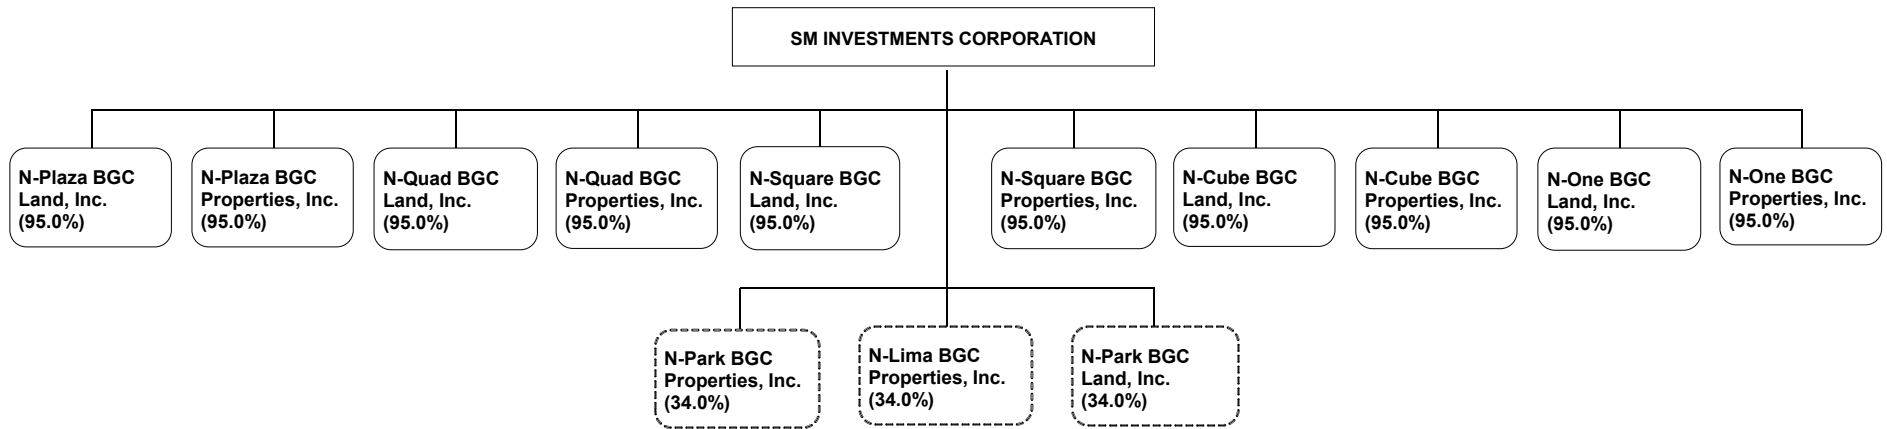 SM INVESTMENTS CORPORATION
N-Plaza BGC
Land, Inc.
(95.0%)
N-Plaza BGC
Properties, Inc.
(95.0%)
N-Quad BGC
Land, Inc.
(95.0%)
N-Quad BGC
Properties, Inc.
(95.0%)
N-Square BGC
Land, Inc.
(95.0%)
N-Square BGC
Properties, Inc.
(95.0%)
N-Cube BGC
Land, Inc.
(95.0%)
N-Cube BGC
Properties, Inc.
(95.0%)
N-One BGC
Land, Inc.
(95.0%)
N-One BGC
Properties, Inc.
(95.0%)
N-Park BGC
Properties, Inc.
(34.0%)
N-Lima BGC
Properties, Inc.
(34.0%)
N-Park BGC
Land, Inc.
(34.0%)